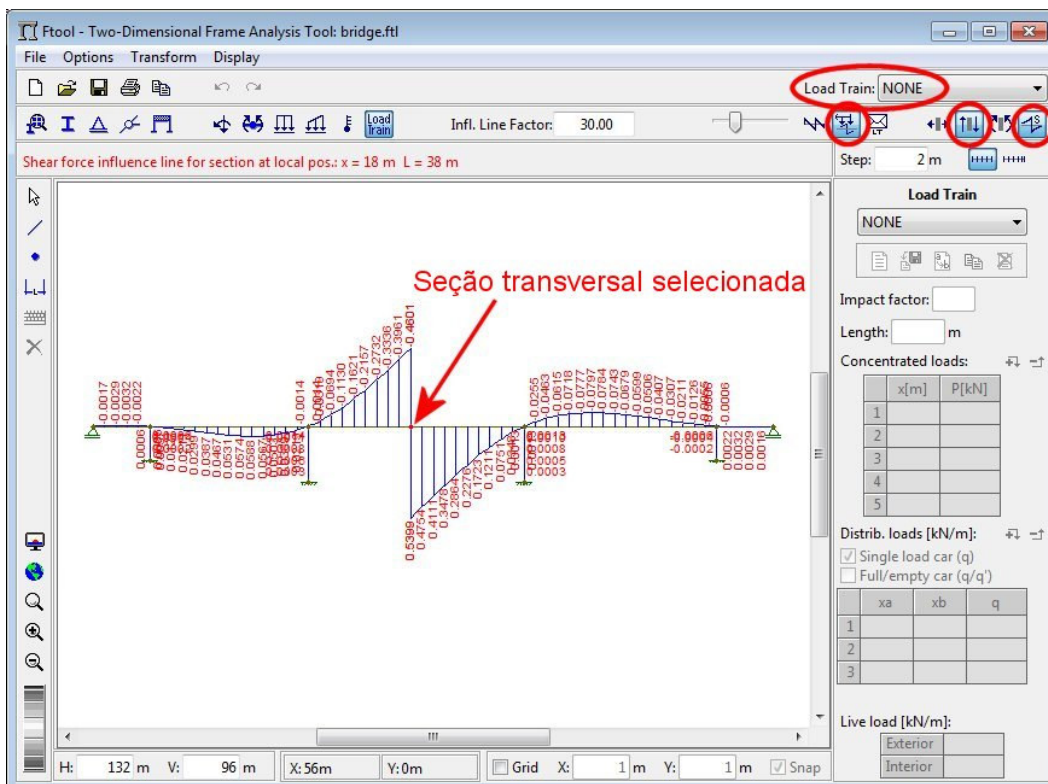 Ftool - Two-Dimensional Frame Analysis Tool: bridge.ftl
File Options Transform Display
Load Train: NONE
Load Train
Infl. Line Factor: 30.00
LT
S
Shear force influence line for section at local pos.: x = 18 m L = 38 m
Step: 2 m
Load Train
NONE
Impact factor:
Length: m
Concentrated loads:
x[m] P[kN]
1
2
3
4
5
Distrib. loads [kN/m]:
Single load car (q)
Full/empty car (q/q')
xa xb q
1
2
3
Live load [kN/m]:
Exterior
Interior
Seção transversal selecionada
-0.0017
-0.0029
-0.0032
-0.0022
0.0006
0.0387
0.0467
0.0531
0.0574
0.0588
-0.0014
-0.0694
-0.1130
-0.1621
-0.2157
-0.2732
-0.3336
-0.3961
-0.4601
0.5399
0.4754
0.4111
0.3478
0.2864
0.2276
0.1723
0.1217
0.0751
-0.0255
-0.0463
-0.0615
-0.0718
-0.0777
-0.0797
-0.0784
-0.0743
-0.0679
-0.0599
-0.0506
-0.0407
-0.0307
-0.0211
-0.0126
-0.0006
-0.0002
0.0022
0.0032
0.0029
0.0016
H: 132 m V: 96 m X: 56m Y: 0m Grid X: 1 m Y: 1 m Snap